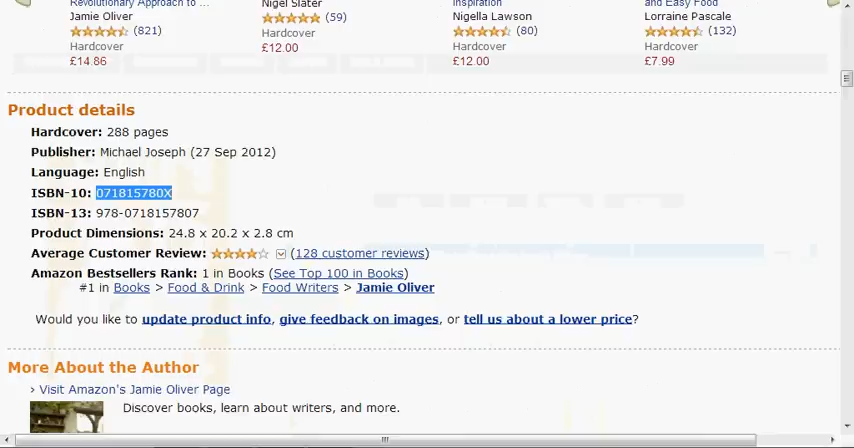 Revolutionary Approach to ...
Nigel Slater
Inspiration
and Easy Food
Jamie Oliver
(59)
Nigella Lawson
Lorraine Pascale
(821)
Hardcover
(80)
(132)
Hardcover
£12.00
Hardcover
Hardcover
£14.86
£12.00
£7.99
Product details
Hardcover: 288 pages
Publisher: Michael Joseph (27 Sep 2012)
Language: English
ISBN-10: 071815780X
ISBN-13: 978-0718157807
Product Dimensions: 24.8 x 20.2 x 2.8 cm
Average Customer Review: (128 customer reviews)
Amazon Bestsellers Rank: 1 in Books (See Top 100 in Books)
#1 in Books > Food & Drink > Food Writers > Jamie Oliver
Would you like to update product info, give feedback on images, or tell us about a lower price?
More About the Author
› Visit Amazon's Jamie Oliver Page
Discover books, learn about writers, and more.